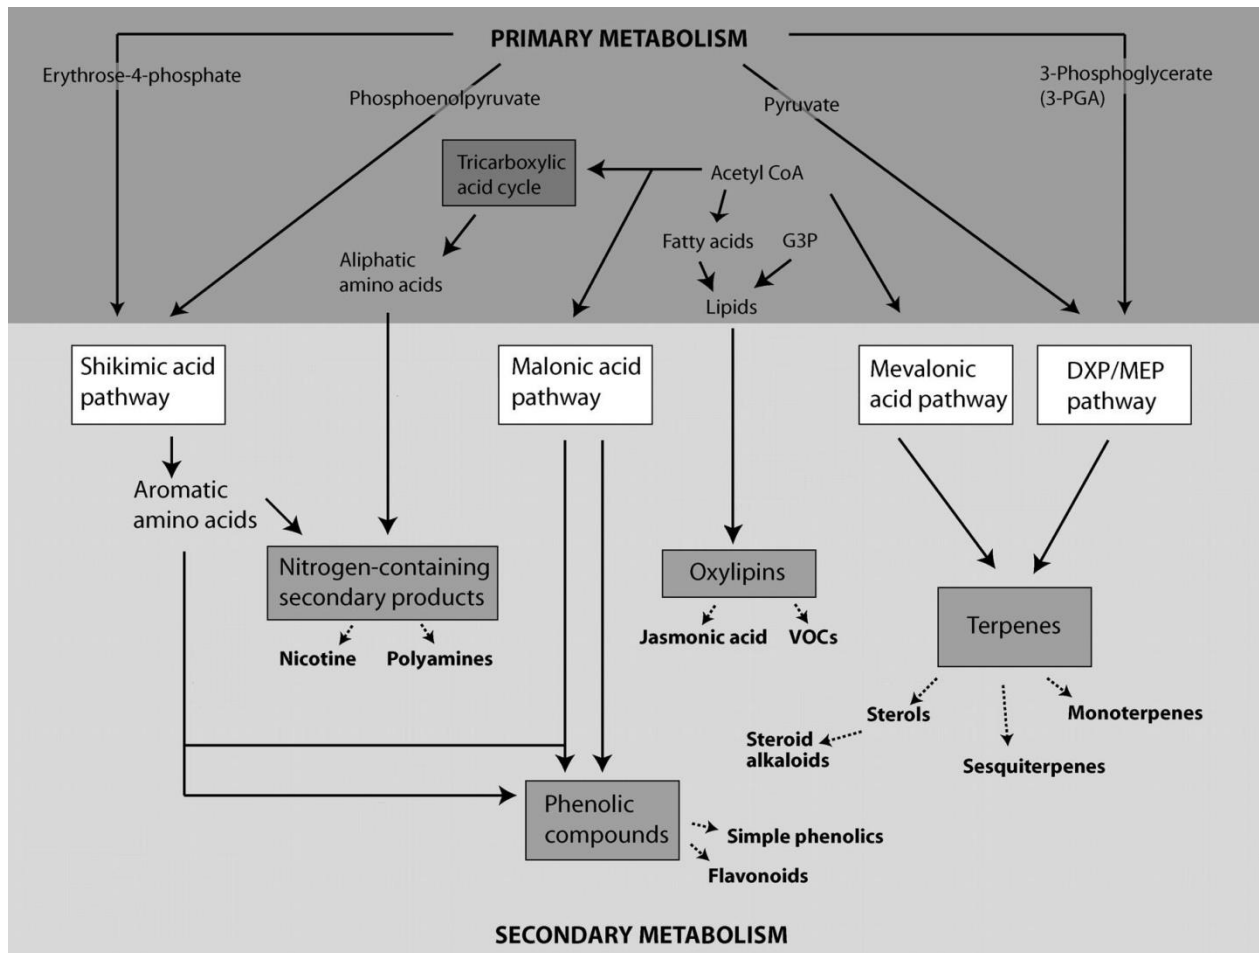 PRIMARY METABOLISM
Erythrose-4-phosphate
Phosphoenolpyruvate
Pyruvate
3-Phosphoglycerate
(3-PGA)
Tricarboxylic
acid cycle
Acetyl CoA
Fatty acids
G3P
Aliphatic
amino acids
Lipids
Shikimic acid
pathway
Malonic acid
pathway
Mevalonic
acid pathway
DXP/MEP
pathway
Aromatic
amino acids
Nitrogen-containing
secondary products
Oxylipins
Terpenes
Nicotine
Polyamines
Jasmonic acid
VOCs
Sterols
Monoterpenes
Steroid
alkaloids
Sesquiterpenes
Phenolic
compounds
Simple phenolics
Flavonoids
SECONDARY METABOLISM